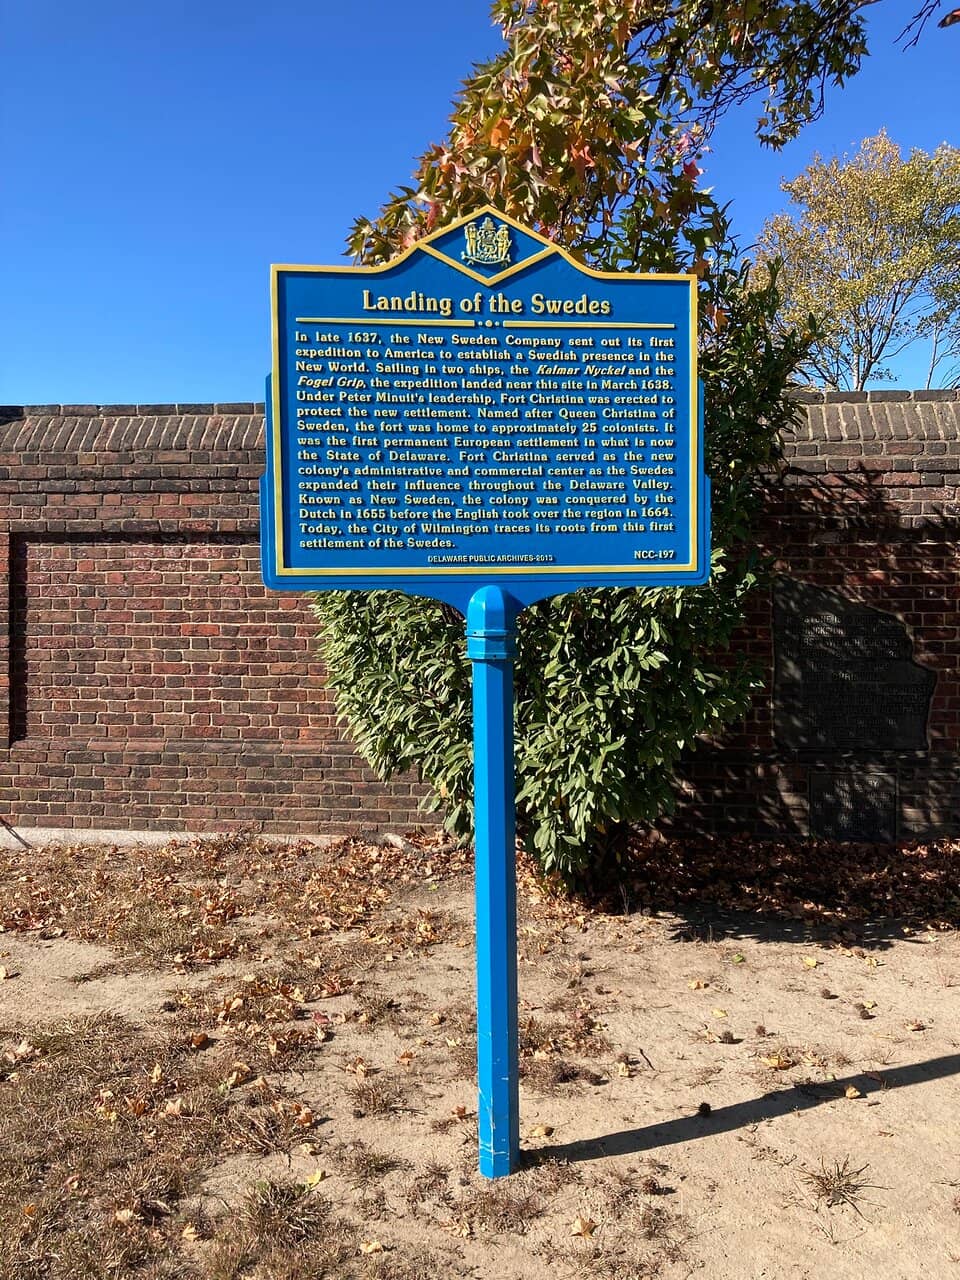 Landing of the Swedes
In late 1637, the New Sweden Company sent out its first
expedition to America to establish a Swedish presence in the
New World. Sailing in two ships, the Kalmar Nyckel and the
Fogel Grip, the expedition landed near this site in March 1638.
Under Peter Minuit's leadership, Fort Christina was erected to
protect the new settlement. Named after Queen Christina of
Sweden, the fort was home to approximately 25 colonists. It
was the first permanent European settlement in what is now
the State of Delaware. Fort Christina served as the new
colony's administrative and commercial center as the Swedes
expanded their influence throughout the Delaware Valley.
Known as New Sweden, the colony was conquered by the
Dutch in 1655 before the English took over the region in 1664.
Today, the City of Wilmington traces its roots from this first
settlement of the Swedes.
DELAWARE PUBLIC ARCHIVES-2013
NCC-197